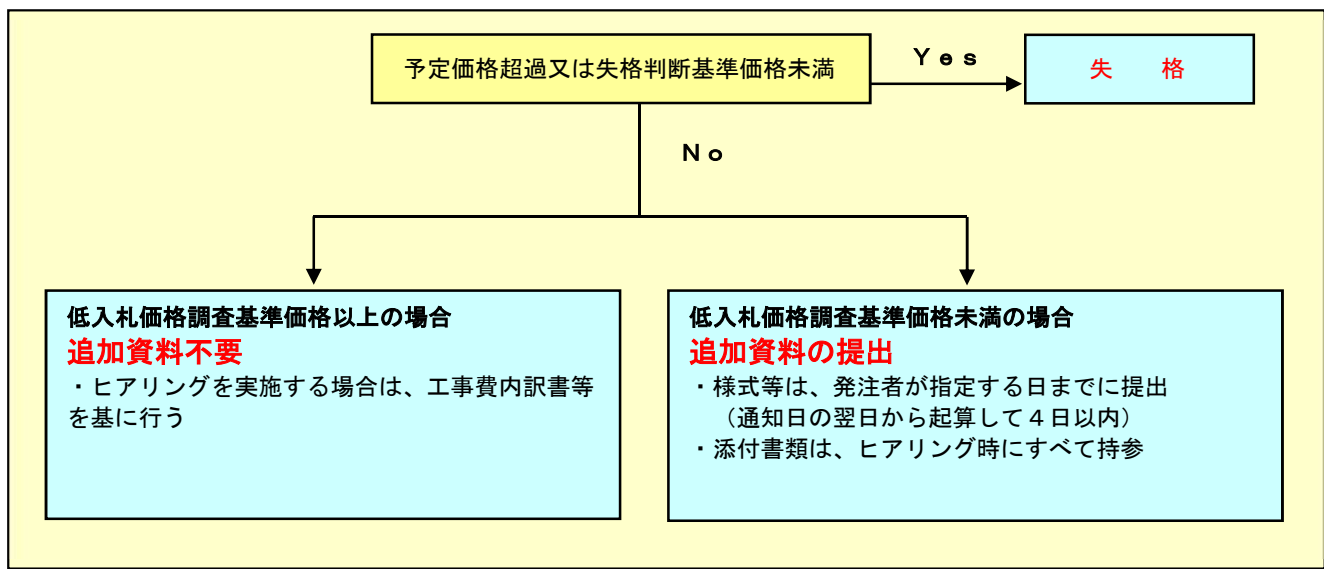 予定価格超過又は失格判断基準価格未満
Ｙｅｓ
失　　格
Ｎｏ
低入札価格調査基準価格以上の場合
追加資料不要
・ヒアリングを実施する場合は、工事費内訳書等
を基に行う
低入札価格調査基準価格未満の場合
追加資料の提出
・様式等は、発注者が指定する日までに提出
（通知日の翌日から起算して４日以内）
・添付書類は、ヒアリング時にすべて持参